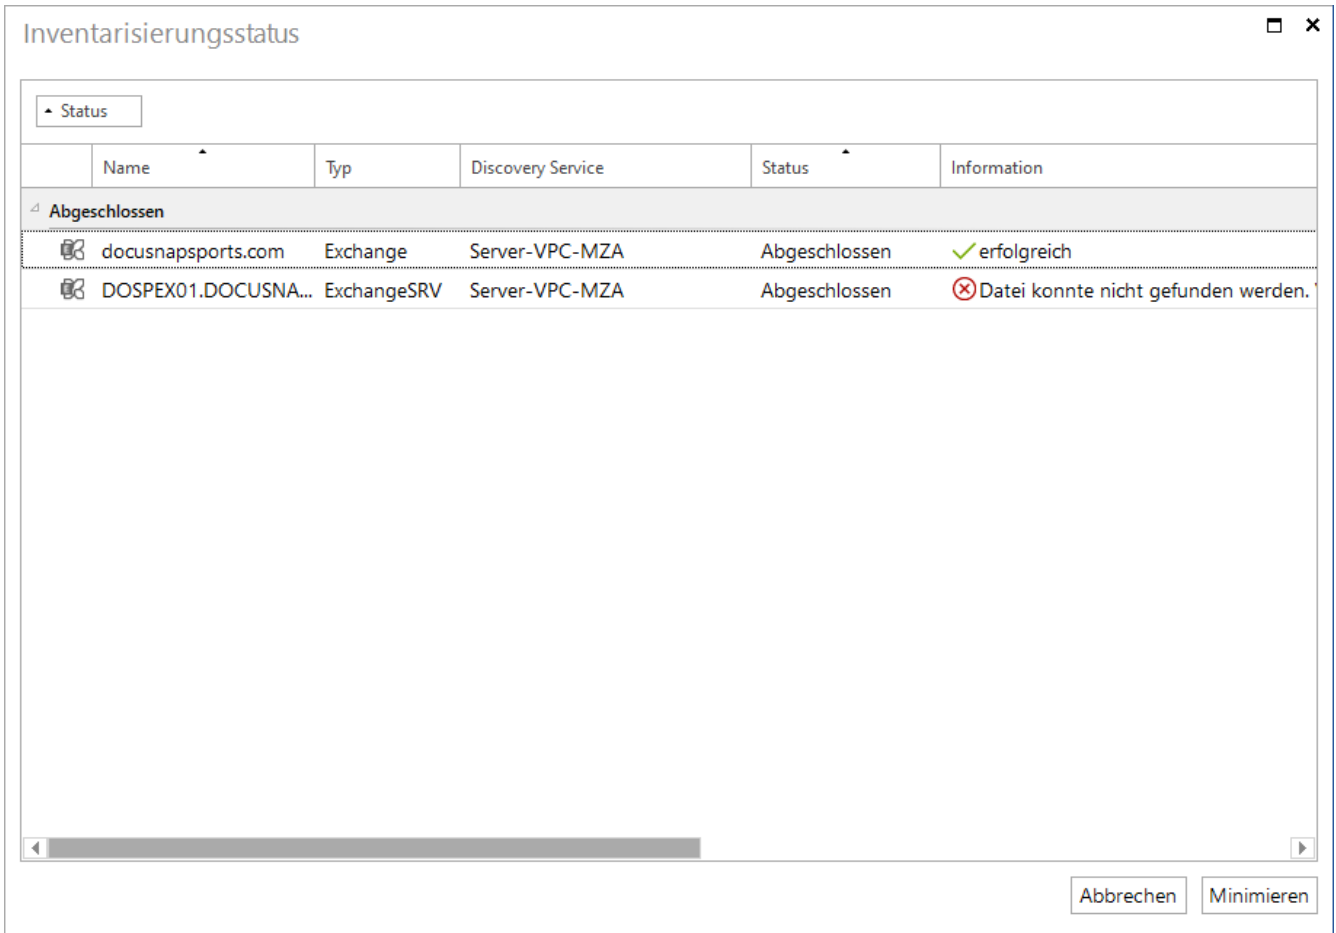 Inventarisierungsstatus
Status
Name Typ Discovery Service Status Information
Abgeschlossen
docusnapsports.com Exchange Server-VPC-MZA Abgeschlossen erfolgreich
DOSPEX01.DOCUSNA... ExchangeSRV Server-VPC-MZA Abgeschlossen Datei konnte nicht gefunden werden.
Abbrechen Minimieren